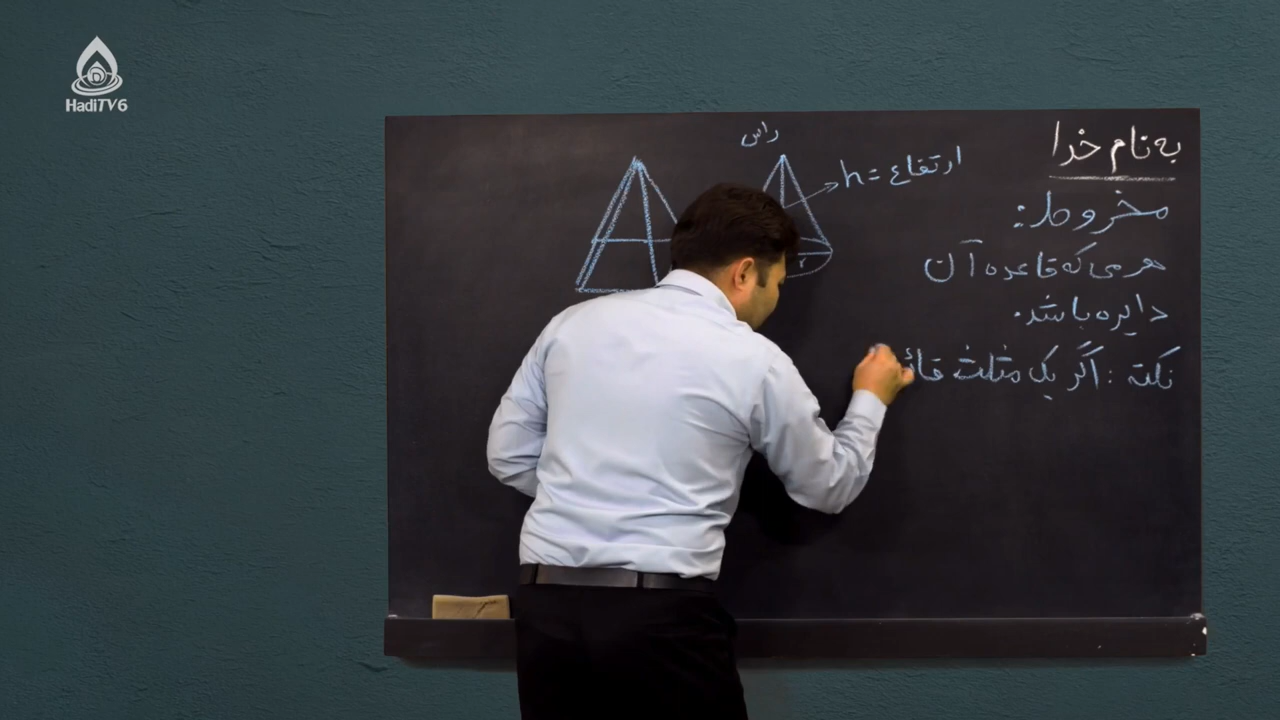 HadiTV6
به نام خدا
مخروط:
هرمی که قاعده آن
دایره باشد.
نکته: اگر یک مثلث قائ
راس
h = ارتفاع
r